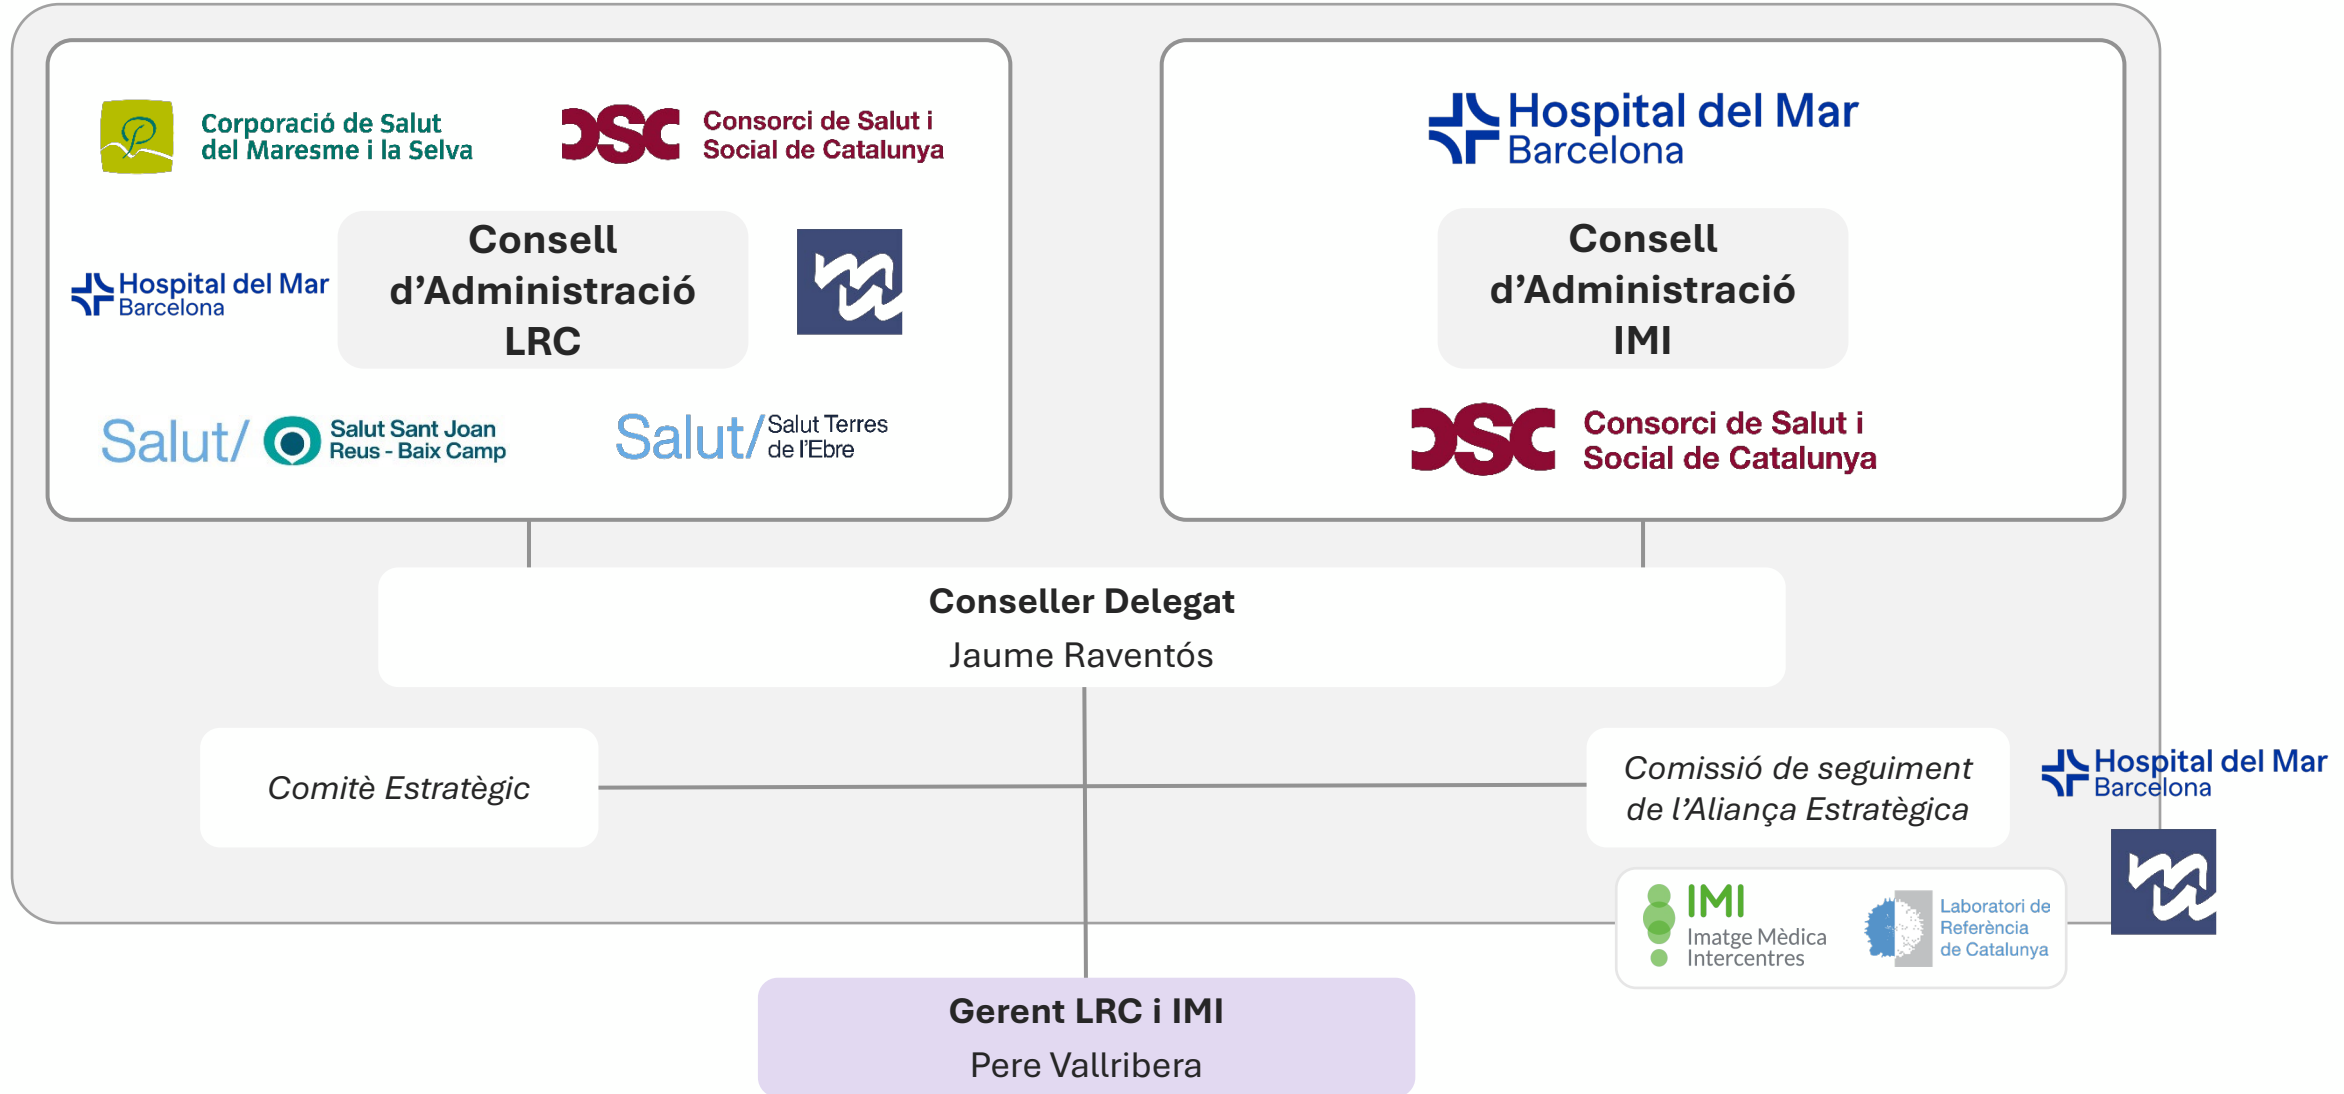 Corporació de Salut
del Maresme i la Selva
CSC Consorci de Salut i
Social de Catalunya
Hospital del Mar
Barcelona
Consell
d'Administració
LRC
Salut/ Salut Sant Joan
Reus - Baix Camp
Salut/ Salut Terres
de l'Ebre
Hospital del Mar
Barcelona
Consell
d'Administració
IMI
CSC Consorci de Salut i
Social de Catalunya
Conseller Delegat
Jaume Raventós
Comitè Estratègic
Comissió de seguiment
de l'Aliança Estratègica
Hospital del Mar
Barcelona
IMI
Imatge Mèdica
Intercentres
Laboratori de
Referència
de Catalunya
Gerent LRC i IMI
Pere Vallribera